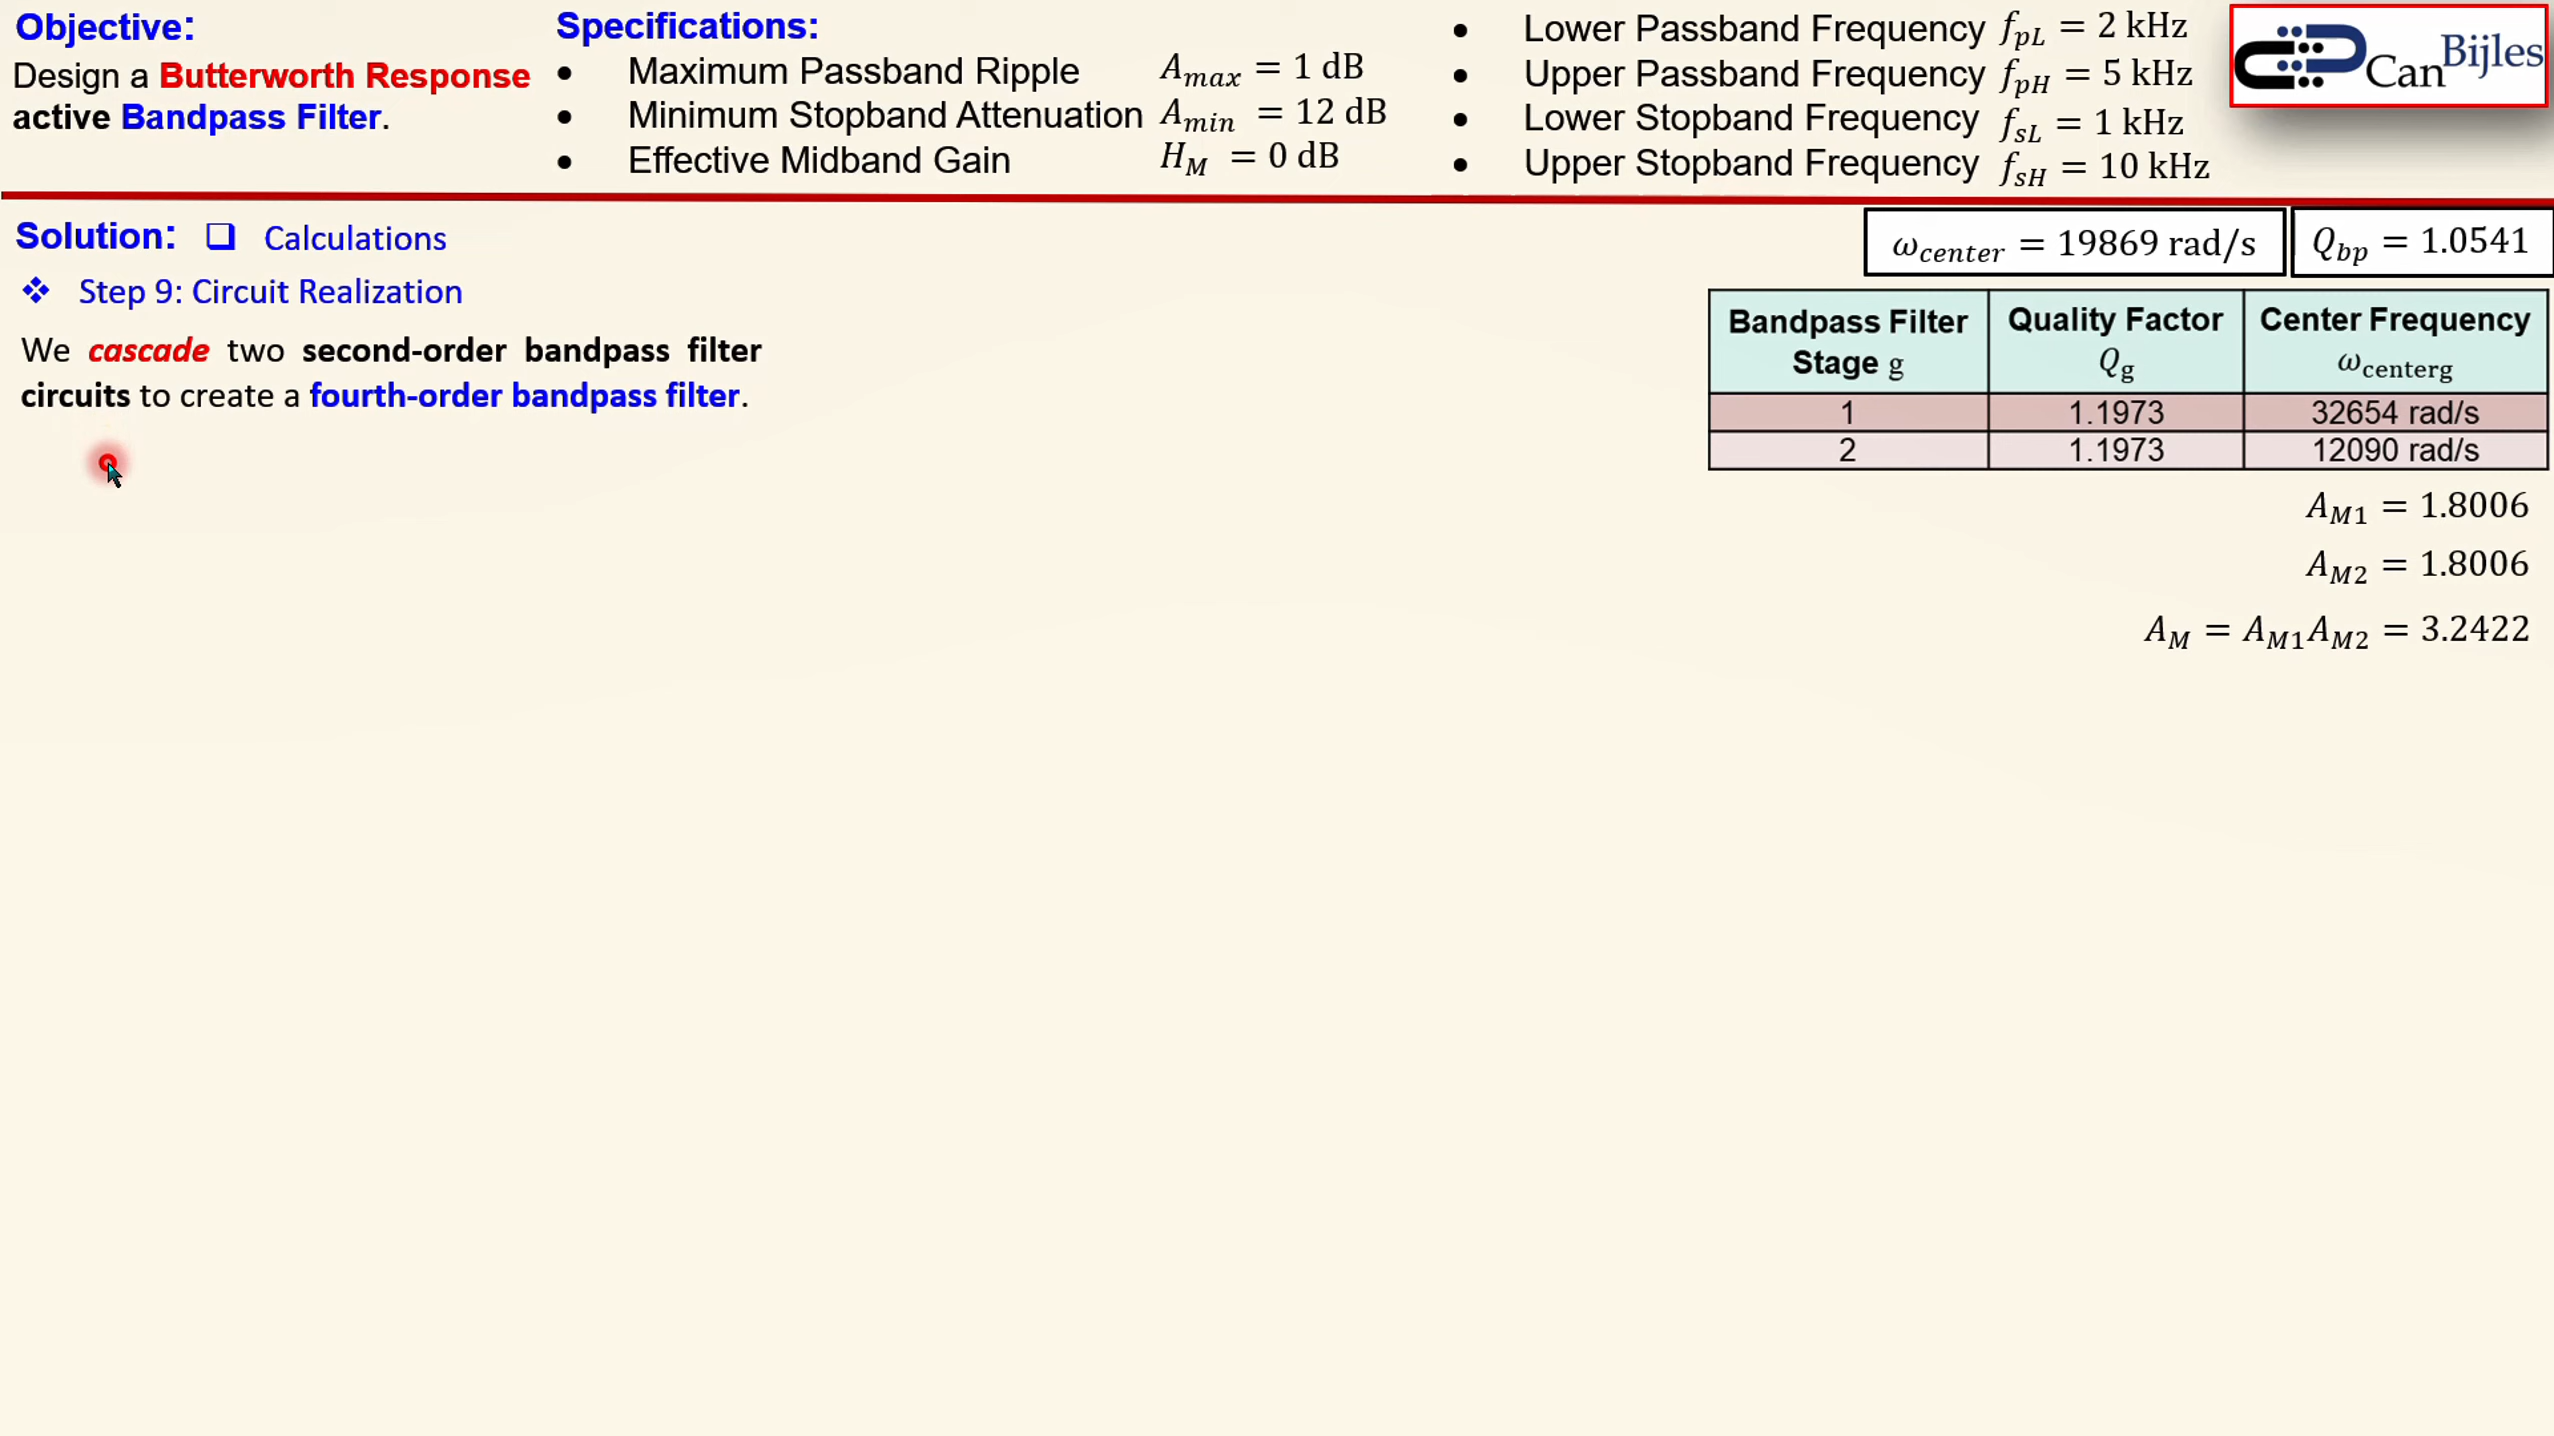 Objective:
Design a Butterworth Response
active Bandpass Filter.
Specifications:
• Maximum Passband Ripple A_max = 1 dB
• Minimum Stopband Attenuation A_min = 12 dB
• Effective Midband Gain H_M = 0 dB
• Lower Passband Frequency f_pL = 2 kHz
• Upper Passband Frequency f_pH = 5 kHz
• Lower Stopband Frequency f_sL = 1 kHz
• Upper Stopband Frequency f_sH = 10 kHz
Can Bijles
Solution: ❑ Calculations
❖ Step 9: Circuit Realization
We cascade two second-order bandpass filter
circuits to create a fourth-order bandpass filter.
ω_center = 19869 rad/s
Q_bp = 1.0541
Bandpass Filter Stage g | Quality Factor Q_g | Center Frequency ω_centerg
1 | 1.1973 | 32654 rad/s
2 | 1.1973 | 12090 rad/s
A_M1 = 1.8006
A_M2 = 1.8006
A_M = A_M1 A_M2 = 3.2422